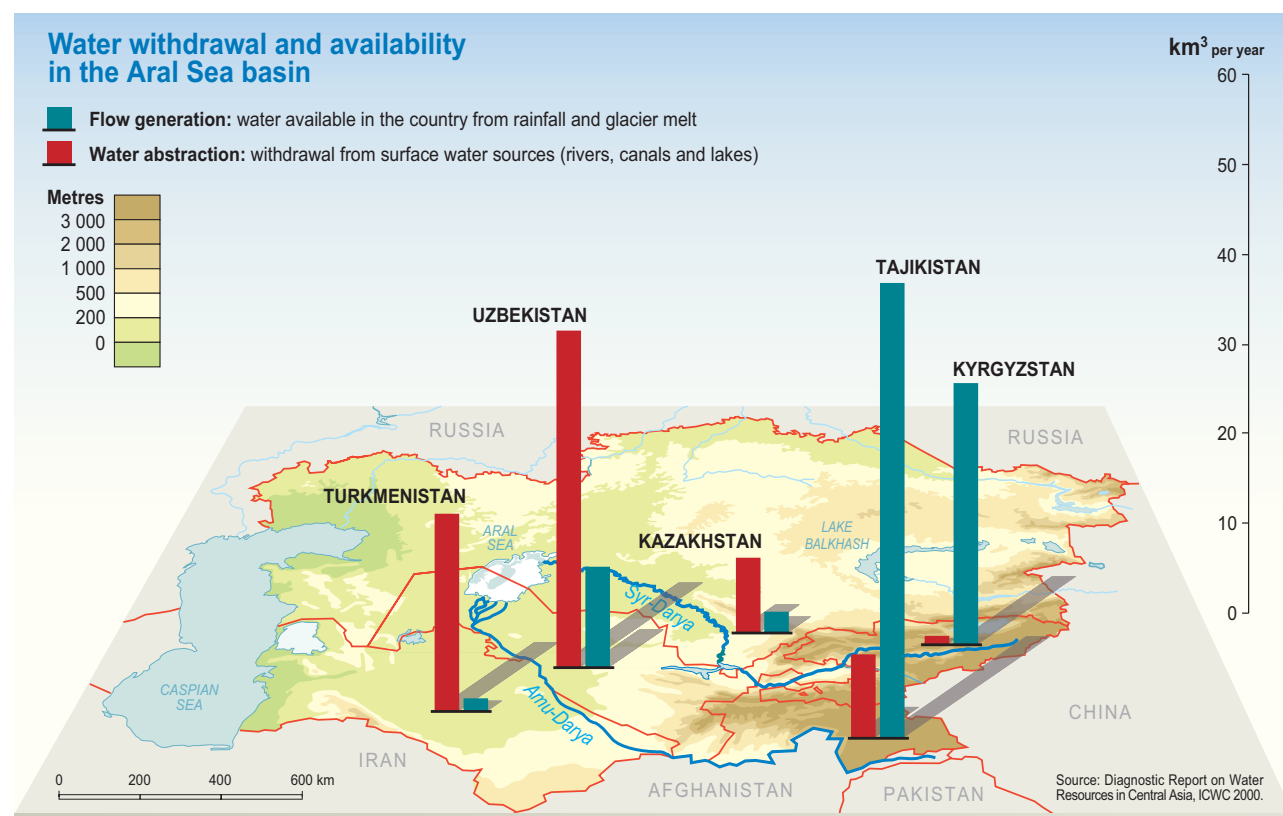 Water withdrawal and availability
in the Aral Sea basin
km³ per year
Flow generation: water available in the country from rainfall and glacier melt
Water abstraction: withdrawal from surface water sources (rivers, canals and lakes)
Metres
3 000
2 000
1 000
500
200
0
60
50
40
30
20
10
0
TAJIKISTAN
UZBEKISTAN
KYRGYZSTAN
RUSSIA
RUSSIA
TURKMENISTAN
ARAL
SEA
KAZAKHSTAN
LAKE
BALKHASH
Syr-Darya
CASPIAN
SEA
Amu-Darya
CHINA
IRAN
AFGHANISTAN
PAKISTAN
0 200 400 600 km
Source: Diagnostic Report on Water
Resources in Central Asia, ICWC 2000.